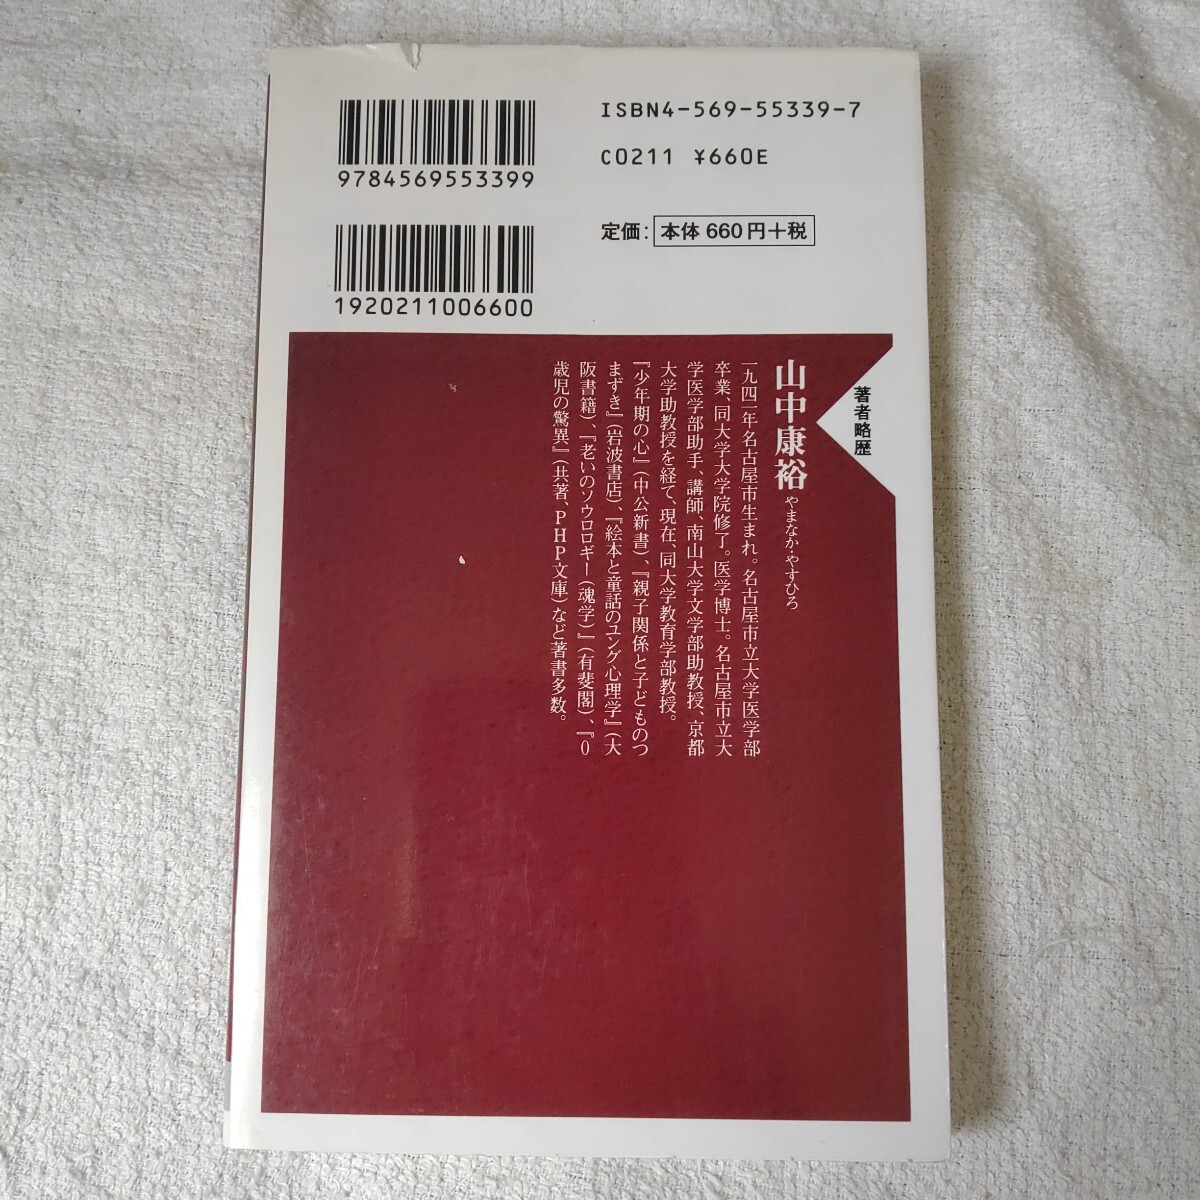 ISBN4-569-55339-7
C0211 ¥660E
9784569553399
定価：本体 660円+税
1920211006600
著者略歴
山中康裕 やまなか・やすひろ
一九四一年名古屋市生まれ。名古屋市立大学医学部
卒業、同大学大学院修了。医学博士。名古屋市立大
学医学部助手、講師、南山大学文学部助教授、京都
大学助教授を経て、現在、同大学教育学部教授。
『少年期の心』(中公新書)、『親子関係と子どものつ
まずき』(岩波書店)、『絵本と童話のユング心理学』(大
阪書籍)、『老いのソウロロギー(魂学)』(有斐閣)、『0
歳児の驚異』(共著、PHP文庫)など著書多数。